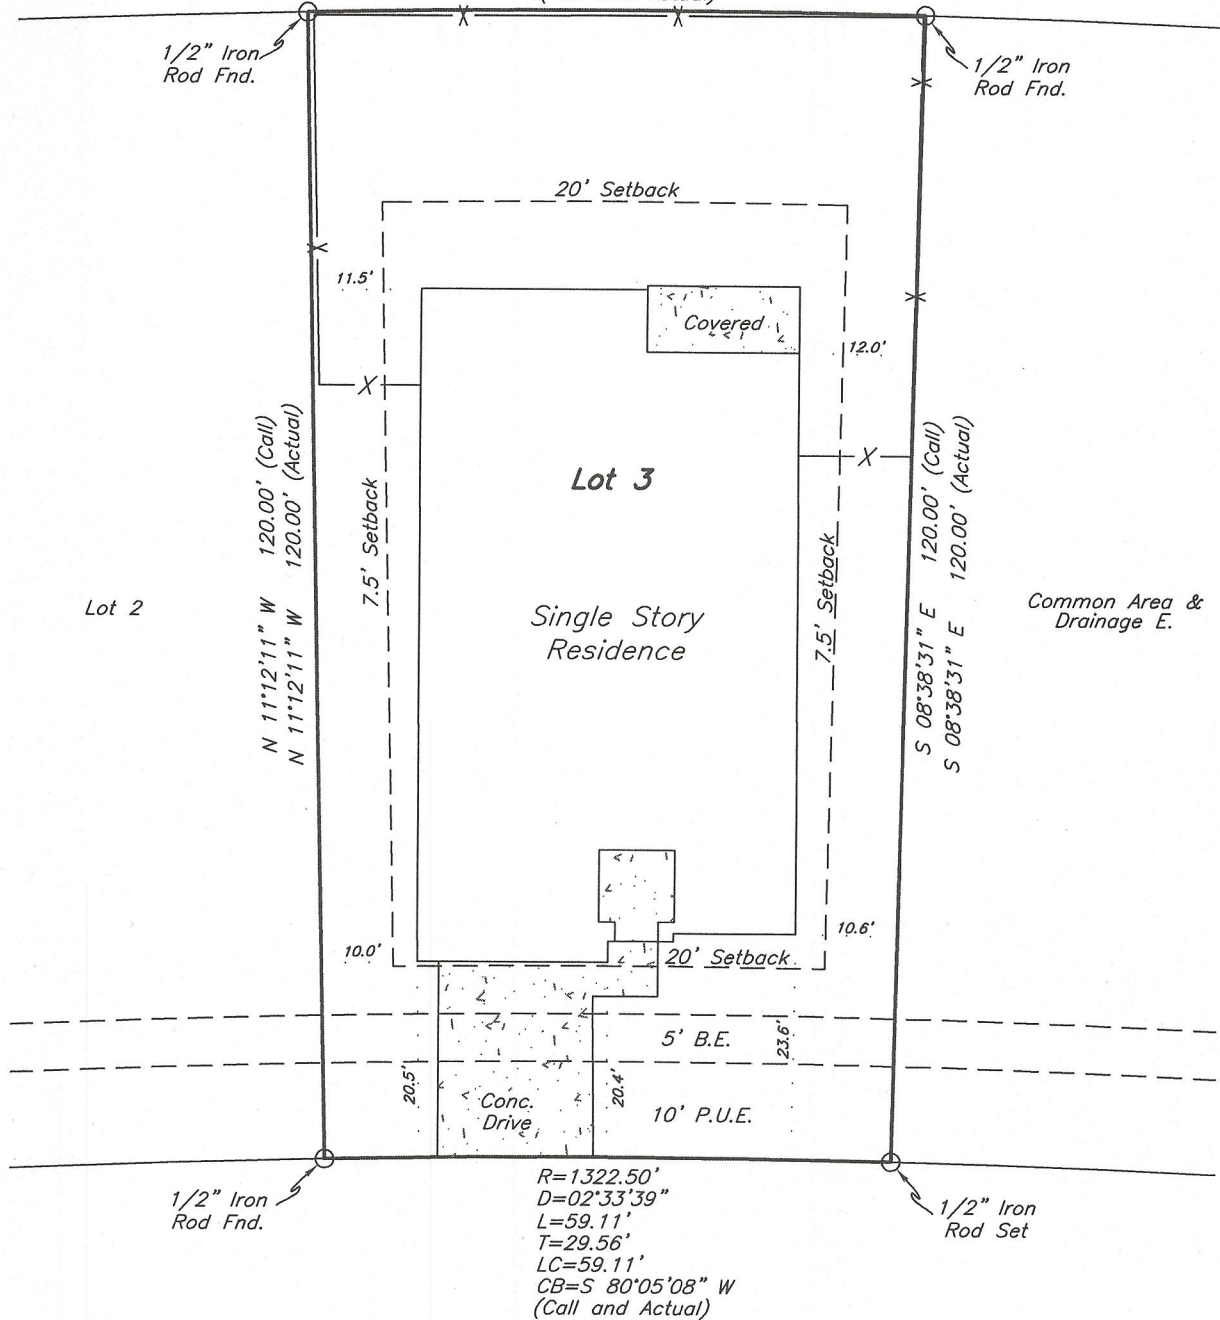 1/2" Iron
Rod Fnd.
1/2" Iron
Rod Fnd.
20' Setback
11.5'
Covered
12.0'
X
X
Lot 3
N 11°12'11" W 120.00' (Call)
N 11°12'11" W 120.00' (Actual)
7.5' Setback
7.5' Setback
S 08°38'31" E 120.00' (Call)
S 08°38'31" E 120.00' (Actual)
Lot 2
Single Story
Residence
Common Area &
Drainage E.
10.0'
10.6'
20' Setback
5' B.E.
23.6'
20.5'
20.4'
Conc.
Drive
10' P.U.E.
1/2" Iron
Rod Fnd.
R=1322.50'
D=02°33'39"
L=59.11'
T=29.56'
LC=59.11'
CB=S 80°05'08" W
(Call and Actual)
1/2" Iron
Rod Set